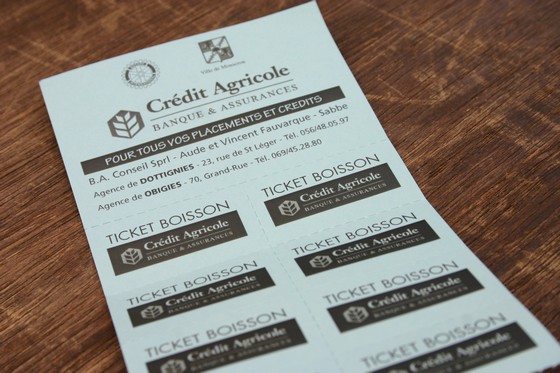 Ville de Mouscron
Crédit Agricole
BANQUE & ASSURANCES
POUR TOUS VOS PLACEMENTS ET CREDITS
B.A. Conseil Sprl - Aude et Vincent Fauvarque - Sabbe
Agence de DOTTIGNIES - 23, rue de St Léger - Tél. 056/48.05.97
Agence de OBIGIES - 70, Grand-Rue - Tél. 069/45.28.80
TICKET BOISSON
Crédit Agricole
BANQUE & ASSURANCES
TICKET BOISSON
Crédit Agricole
BANQUE & ASSURANCES
TICKET BOISSON
Crédit Agricole
BANQUE & ASSURANCES
TICKET BOISSON
Crédit Agricole
BANQUE & ASSURANCES
TICKET BOISSON
Crédit Agricole
BANQUE & ASSURANCES
TICKET BOISSON
Crédit Agricole
BANQUE & ASSURANCES
TICKET BOISSON
Crédit Agricole